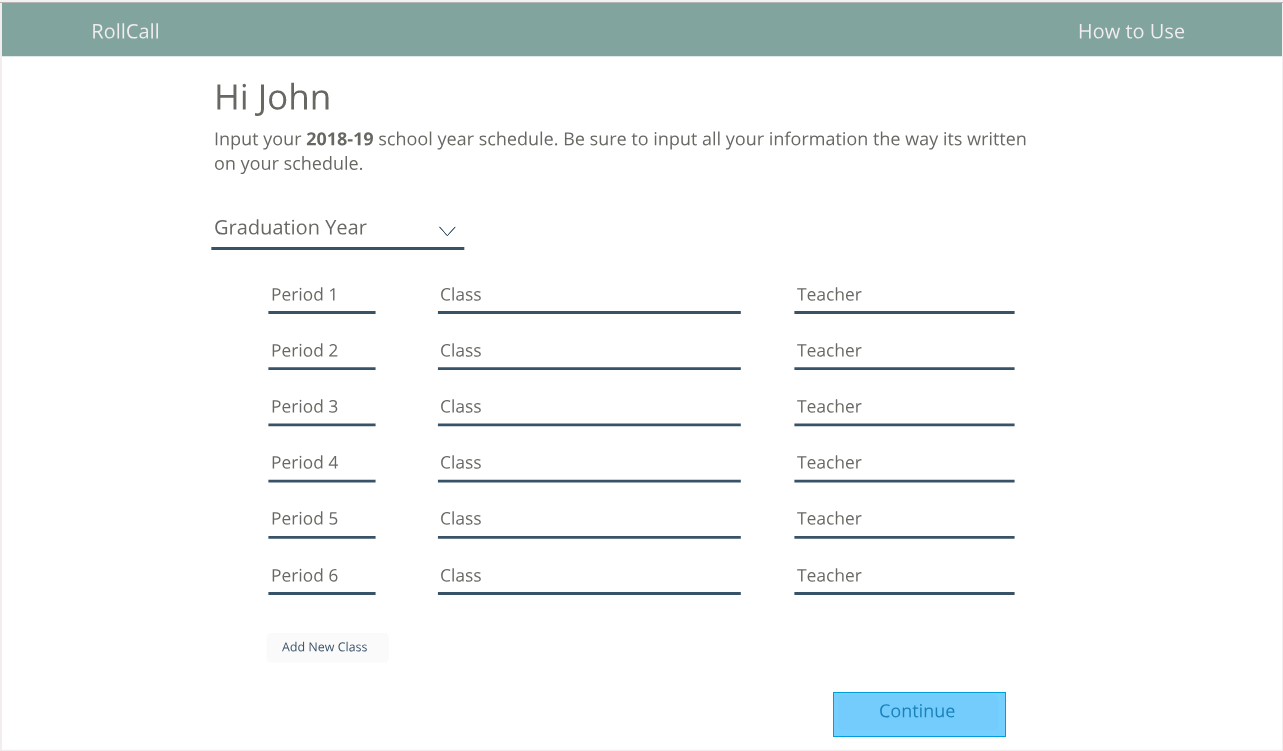 RollCall How to Use
Hi John
Input your 2018-19 school year schedule. Be sure to input all your information the way its written
on your schedule.
Graduation Year
Period 1 Class Teacher
Period 2 Class Teacher
Period 3 Class Teacher
Period 4 Class Teacher
Period 5 Class Teacher
Period 6 Class Teacher
Add New Class
Continue